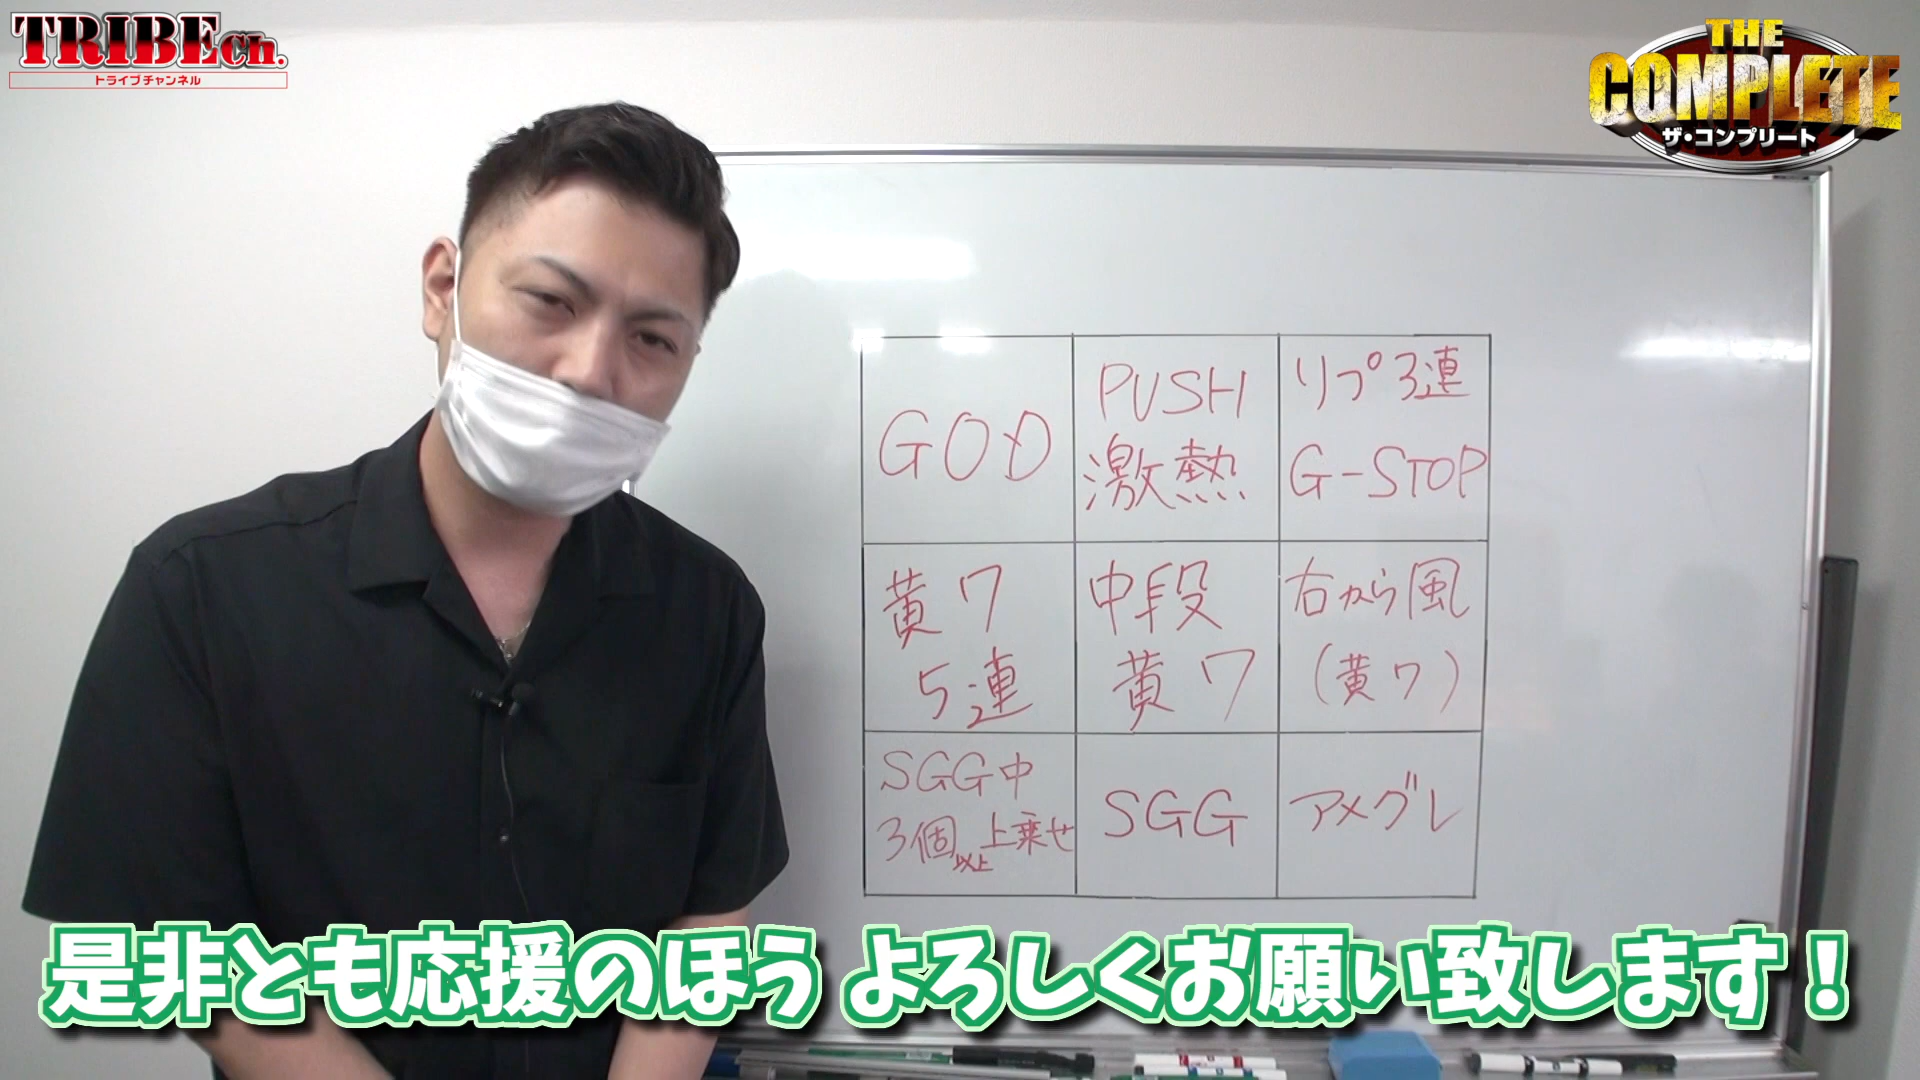 TRIBE Ch.
トライブチャンネル
THE
COMPLETE
ザ・コンプリート
GOD
PUSH
激熱
リプ3連
G-STOP
黄7
5連
中段
黄7
右から風
(黄7)
SGG中
3個以上上乗せ
SGG
アメグレ
是非とも応援のほう よろしくお願い致します！